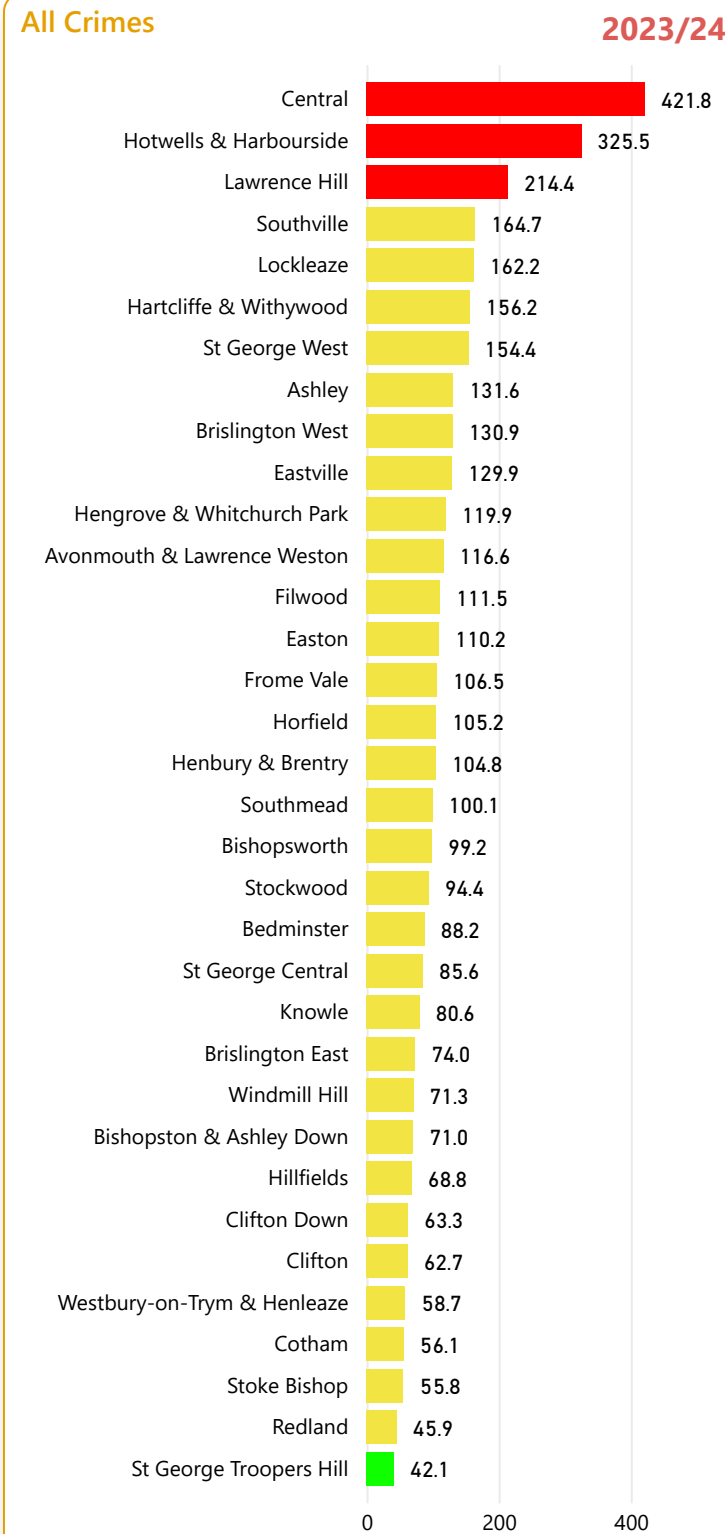 All Crimes 2023/24
Central 421.8
Hotwells & Harbourside 325.5
Lawrence Hill 214.4
Southville 164.7
Lockleaze 162.2
Hartcliffe & Withywood 156.2
St George West 154.4
Ashley 131.6
Brislington West 130.9
Eastville 129.9
Hengrove & Whitchurch Park 119.9
Avonmouth & Lawrence Weston 116.6
Filwood 111.5
Easton 110.2
Frome Vale 106.5
Horfield 105.2
Henbury & Brentry 104.8
Southmead 100.1
Bishopsworth 99.2
Stockwood 94.4
Bedminster 88.2
St George Central 85.6
Knowle 80.6
Brislington East 74.0
Windmill Hill 71.3
Bishopston & Ashley Down 71.0
Hillfields 68.8
Clifton Down 63.3
Clifton 62.7
Westbury-on-Trym & Henleaze 58.7
Cotham 56.1
Stoke Bishop 55.8
Redland 45.9
St George Troopers Hill 42.1
0 200 400